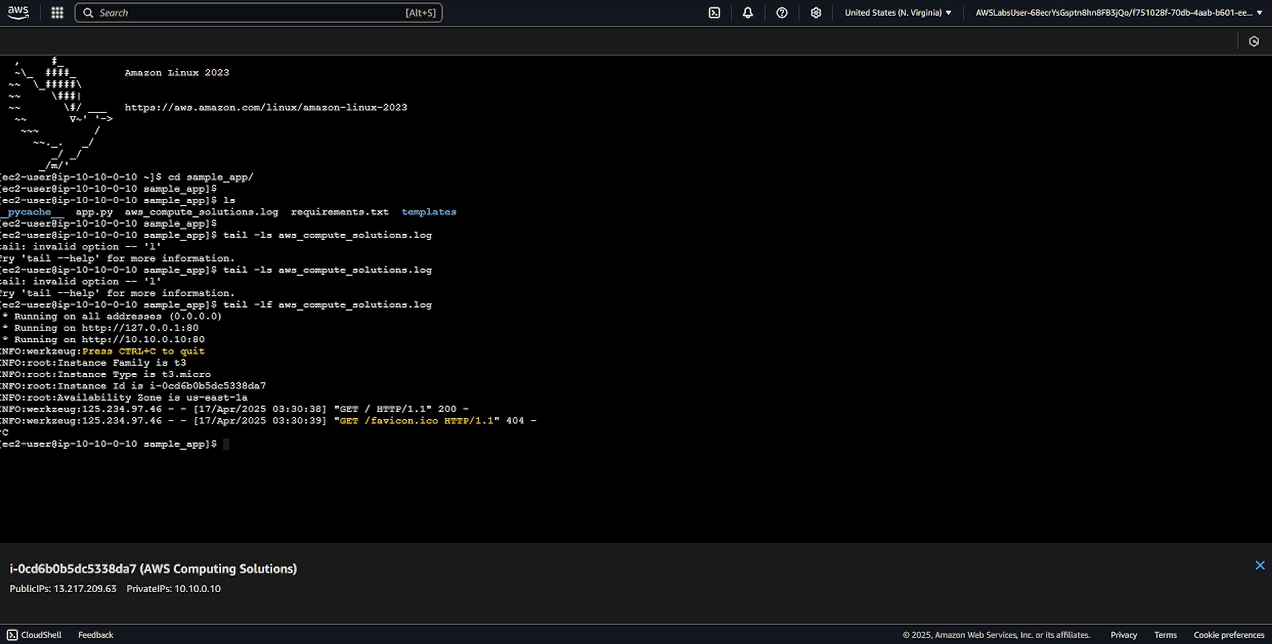 aws
Search [Alt+S]
United States (N. Virginia)
AWSLabsUser-68ecrYsGsptn8hn8FB3jQo/f751028f-70db-4aab-b601-ee...
, #_
~\_ ####_ Amazon Linux 2023
~~ \_#####\
~~ \###|
~~ \#/ ___ https://aws.amazon.com/linux/amazon-linux-2023
~~ V~' '->
~~~ /
~~._. _/
_/ _/
_/m/'
[ec2-user@ip-10-10-0-10 ~]$ cd sample_app/
[ec2-user@ip-10-10-0-10 sample_app]$
[ec2-user@ip-10-10-0-10 sample_app]$ ls
__pycache__ app.py aws_compute_solutions.log requirements.txt templates
[ec2-user@ip-10-10-0-10 sample_app]$
[ec2-user@ip-10-10-0-10 sample_app]$ tail -ls aws_compute_solutions.log
tail: invalid option -- 'l'
Try 'tail --help' for more information.
[ec2-user@ip-10-10-0-10 sample_app]$ tail -ls aws_compute_solutions.log
tail: invalid option -- 'l'
Try 'tail --help' for more information.
[ec2-user@ip-10-10-0-10 sample_app]$ tail -lf aws_compute_solutions.log
* Running on all addresses (0.0.0.0)
* Running on http://127.0.0.1:80
* Running on http://10.10.0.10:80
INFO:werkzeug:Press CTRL+C to quit
INFO:root:Instance Family is t3
INFO:root:Instance Type is t3.micro
INFO:root:Instance Id is i-0cd6b0b5dc5338da7
INFO:root:Availability Zone is us-east-1a
INFO:werkzeug:125.234.97.46 - - [17/Apr/2025 03:30:38] "GET / HTTP/1.1" 200 -
INFO:werkzeug:125.234.97.46 - - [17/Apr/2025 03:30:39] "GET /favicon.ico HTTP/1.1" 404 -
^C
[ec2-user@ip-10-10-0-10 sample_app]$
i-0cd6b0b5dc5338da7 (AWS Computing Solutions)
PublicIPs: 13.217.209.63 PrivateIPs: 10.10.0.10
CloudShell Feedback © 2025, Amazon Web Services, Inc. or its affiliates. Privacy Terms Cookie preferences